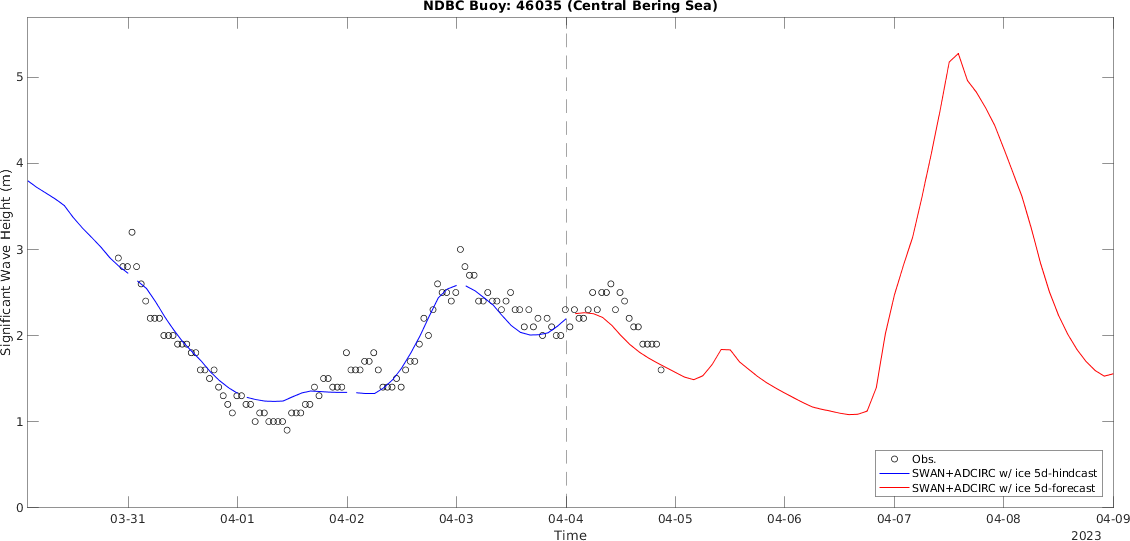 NDBC Buoy: 46035 (Central Bering Sea)
5
4
3
2
1
0
Significant Wave Height (m)
Obs.
SWAN+ADCIRC w/ ice 5d-hindcast
SWAN+ADCIRC w/ ice 5d-forecast
03-31 04-01 04-02 04-03 04-04 04-05 04-06 04-07 04-08 04-09
Time
2023